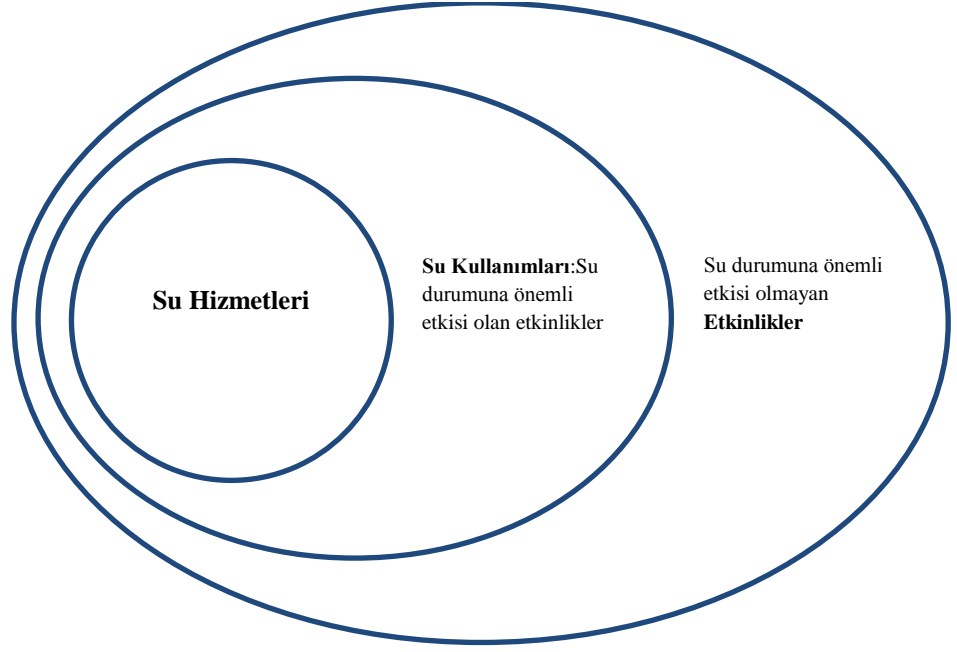 Su Hizmetleri
Su Kullanımları:Su
durumuna önemli
etkisi olan etkinlikler
Su durumuna önemli
etkisi olmayan
Etkinlikler